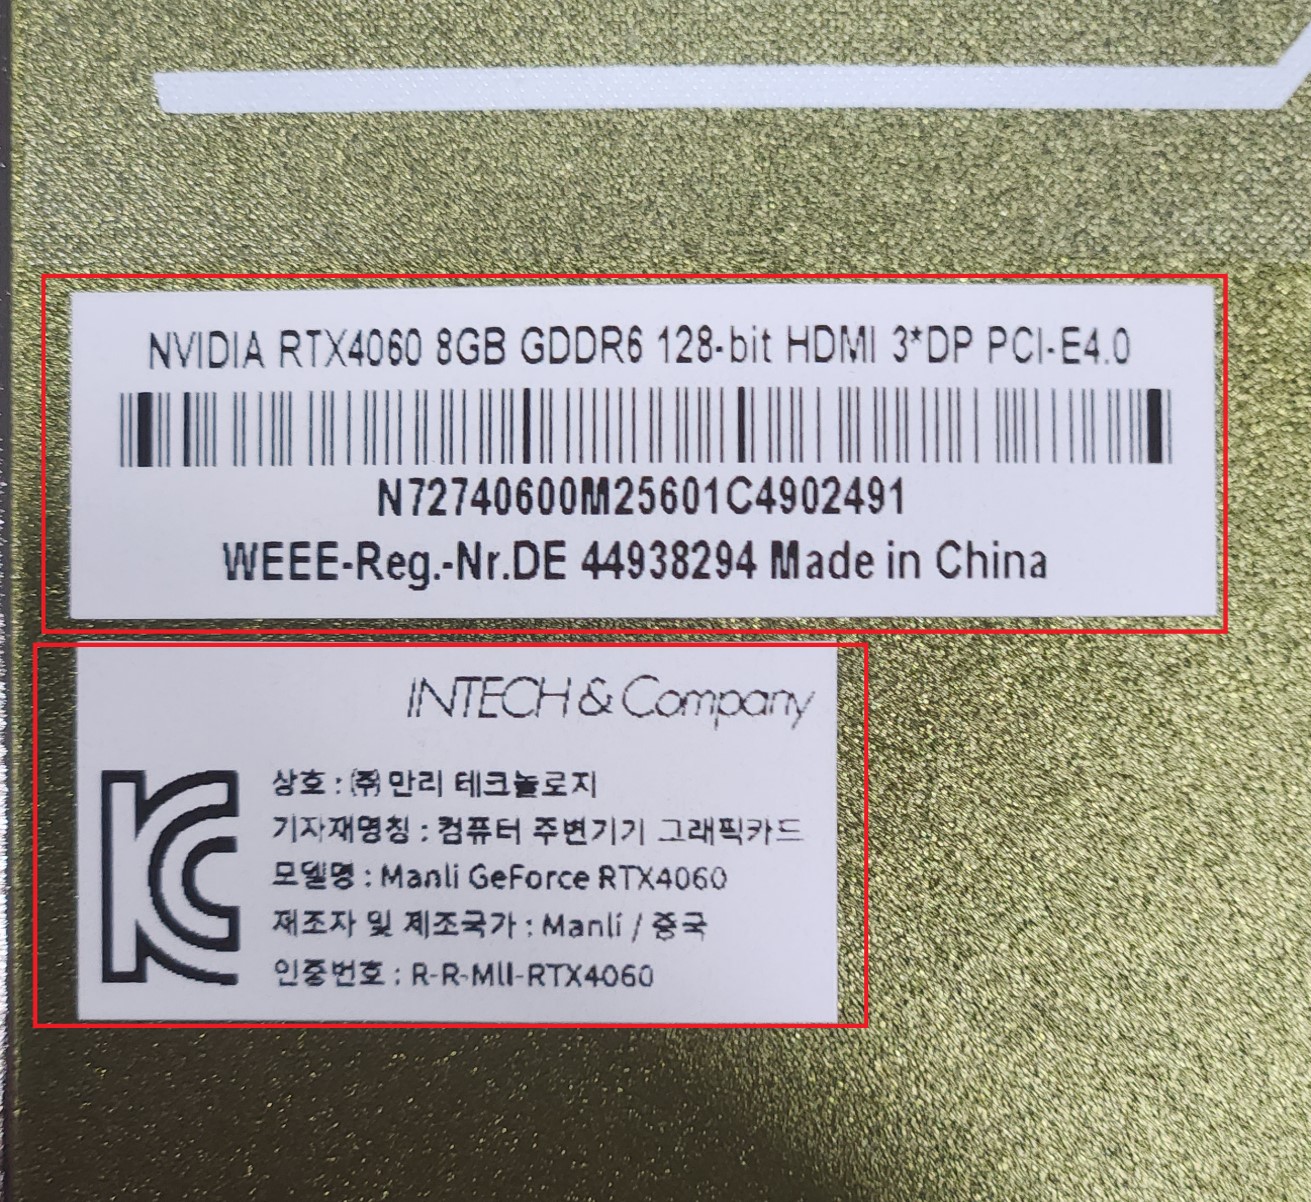 NVIDIA RTX4060 8GB GDDR6 128-bit HDMI 3*DP PCI-E4.0
N72740600M25601C4902491
WEEE-Reg.-Nr.DE 44938294 Made in China
INTECH & Company
상호 : ㈜ 만리 테크놀로지
기자재명칭 : 컴퓨터 주변기기 그래픽카드
모델명 : Manli GeForce RTX4060
제조자 및 제조국가 : Manli / 중국
인증번호 : R-R-Mll-RTX4060